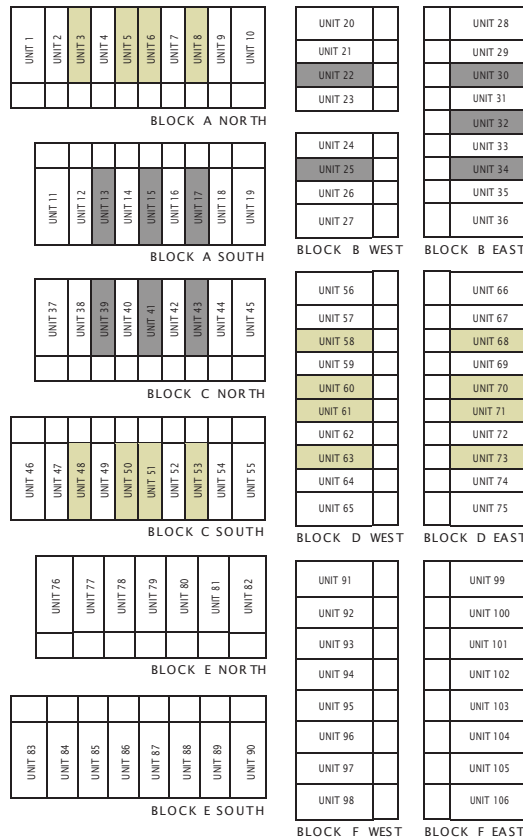 UNIT 1
UNIT 2
UNIT 3
UNIT 4
UNIT 5
UNIT 6
UNIT 7
UNIT 8
UNIT 9
UNIT 10
BLOCK A NORTH
UNIT 11
UNIT 12
UNIT 13
UNIT 14
UNIT 15
UNIT 16
UNIT 17
UNIT 18
UNIT 19
BLOCK A SOUTH
UNIT 37
UNIT 38
UNIT 39
UNIT 40
UNIT 41
UNIT 42
UNIT 43
UNIT 44
UNIT 45
BLOCK C NORTH
UNIT 46
UNIT 47
UNIT 48
UNIT 49
UNIT 50
UNIT 51
UNIT 52
UNIT 53
UNIT 54
UNIT 55
BLOCK C SOUTH
UNIT 76
UNIT 77
UNIT 78
UNIT 79
UNIT 80
UNIT 81
UNIT 82
BLOCK E NORTH
UNIT 83
UNIT 84
UNIT 85
UNIT 86
UNIT 87
UNIT 88
UNIT 89
UNIT 90
BLOCK E SOUTH
UNIT 20
UNIT 21
UNIT 22
UNIT 23
UNIT 24
UNIT 25
UNIT 26
UNIT 27
BLOCK B WEST
UNIT 28
UNIT 29
UNIT 30
UNIT 31
UNIT 32
UNIT 33
UNIT 34
UNIT 35
UNIT 36
BLOCK B EAST
UNIT 56
UNIT 57
UNIT 58
UNIT 59
UNIT 60
UNIT 61
UNIT 62
UNIT 63
UNIT 64
UNIT 65
BLOCK D WEST
UNIT 66
UNIT 67
UNIT 68
UNIT 69
UNIT 70
UNIT 71
UNIT 72
UNIT 73
UNIT 74
UNIT 75
BLOCK D EAST
UNIT 91
UNIT 92
UNIT 93
UNIT 94
UNIT 95
UNIT 96
UNIT 97
UNIT 98
BLOCK F WEST
UNIT 99
UNIT 100
UNIT 101
UNIT 102
UNIT 103
UNIT 104
UNIT 105
UNIT 106
BLOCK F EAST